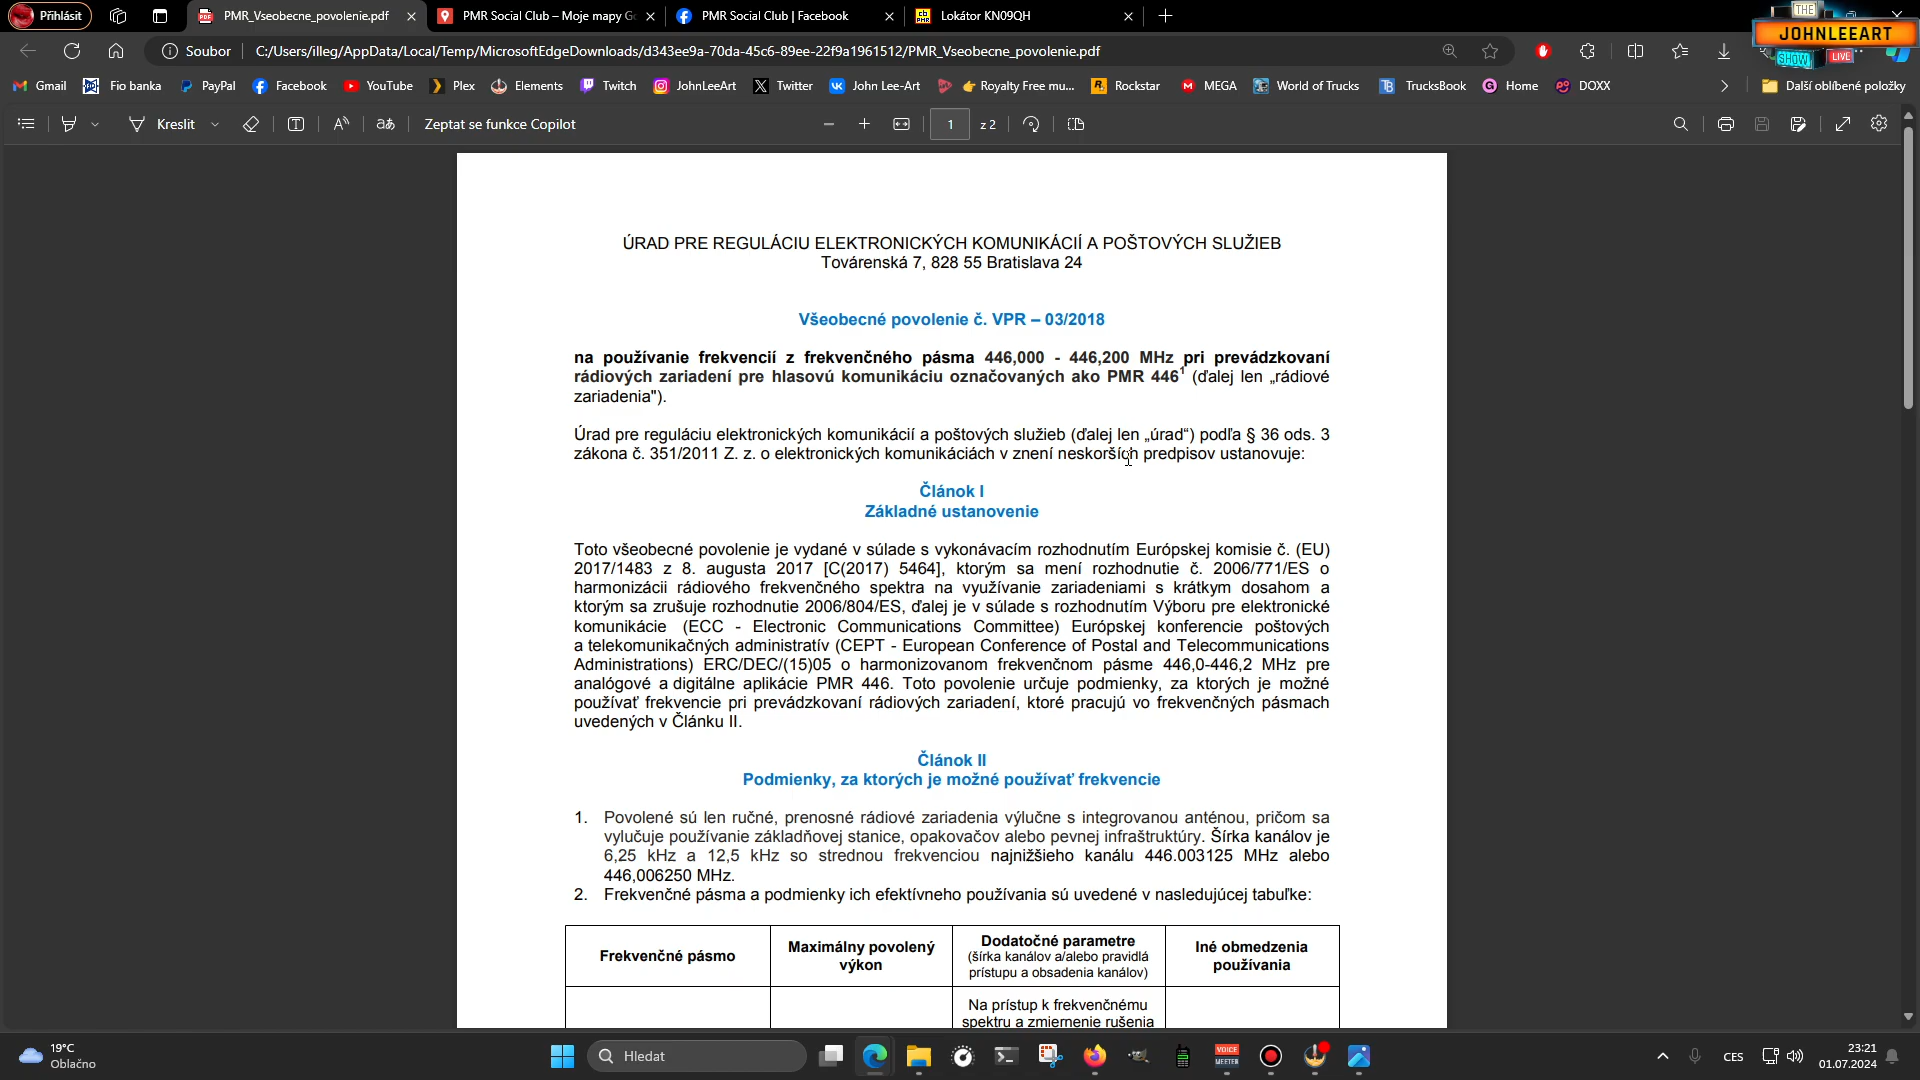 Přihlásit
PMR_Vseobecne_povolenie.pdf
PMR Social Club – Moje mapy G
PMR Social Club | Facebook
Lokátor KN09QH
THE
JOHNLEEART
SHOW
LIVE
Soubor
C:/Users/illeg/AppData/Local/Temp/MicrosoftEdgeDownloads/d343ee9a-70da-45c6-89ee-22f9a1961512/PMR_Vseobecne_povolenie.pdf
Gmail
Fio banka
PayPal
Facebook
YouTube
Plex
Elements
Twitch
JohnLeeArt
Twitter
John Lee-Art
Royalty Free mu...
Rockstar
MEGA
World of Trucks
TrucksBook
Home
DOXX
Další oblíbené položky
Kreslit
Zeptat se funkce Copilot
1 z 2
ÚRAD PRE REGULÁCIU ELEKTRONICKÝCH KOMUNIKÁCIÍ A POŠTOVÝCH SLUŽIEB
Továrenská 7, 828 55 Bratislava 24
Všeobecné povolenie č. VPR – 03/2018
na používanie frekvencií z frekvenčného pásma 446,000 - 446,200 MHz pri prevádzkovaní
rádiových zariadení pre hlasovú komunikáciu označovaných ako PMR 446¹ (ďalej len „rádiové
zariadenia").
Úrad pre reguláciu elektronických komunikácií a poštových služieb (ďalej len „úrad“) podľa § 36 ods. 3
zákona č. 351/2011 Z. z. o elektronických komunikáciách v znení neskorších predpisov ustanovuje:
Článok I
Základné ustanovenie
Toto všeobecné povolenie je vydané v súlade s vykonávacím rozhodnutím Európskej komisie č. (EU)
2017/1483 z 8. augusta 2017 [C(2017) 5464], ktorým sa mení rozhodnutie č. 2006/771/ES o
harmonizácii rádiového frekvenčného spektra na využívanie zariadeniami s krátkym dosahom a
ktorým sa zrušuje rozhodnutie 2006/804/ES, ďalej je v súlade s rozhodnutím Výboru pre elektronické
komunikácie (ECC - Electronic Communications Committee) Európskej konferencie poštových
a telekomunikačných administratív (CEPT - European Conference of Postal and Telecommunications
Administrations) ERC/DEC/(15)05 o harmonizovanom frekvenčnom pásme 446,0-446,2 MHz pre
analógové a digitálne aplikácie PMR 446. Toto povolenie určuje podmienky, za ktorých je možné
používať frekvencie pri prevádzkovaní rádiových zariadení, ktoré pracujú vo frekvenčných pásmach
uvedených v Článku II.
Článok II
Podmienky, za ktorých je možné používať frekvencie
1. Povolené sú len ručné, prenosné rádiové zariadenia výlučne s integrovanou anténou, pričom sa
vylučuje používanie základňovej stanice, opakovačov alebo pevnej infraštruktúry. Šírka kanálov je
6,25 kHz a 12,5 kHz so strednou frekvenciou najnižšieho kanálu 446.003125 MHz alebo
446,006250 MHz.
2. Frekvenčné pásma a podmienky ich efektívneho používania sú uvedené v nasledujúcej tabuľke:
Frekvenčné pásmo
Maximálny povolený
výkon
Dodatočné parametre
(šírka kanálov a/alebo pravidlá
prístupu a obsadenia kanálov)
Iné obmedzenia
používania
Na prístup k frekvenčnému
spektru a zmiernenie rušenia
19°C
Oblačno
Hledat
VOICE
MEETER
CES
23:21
01.07.2024